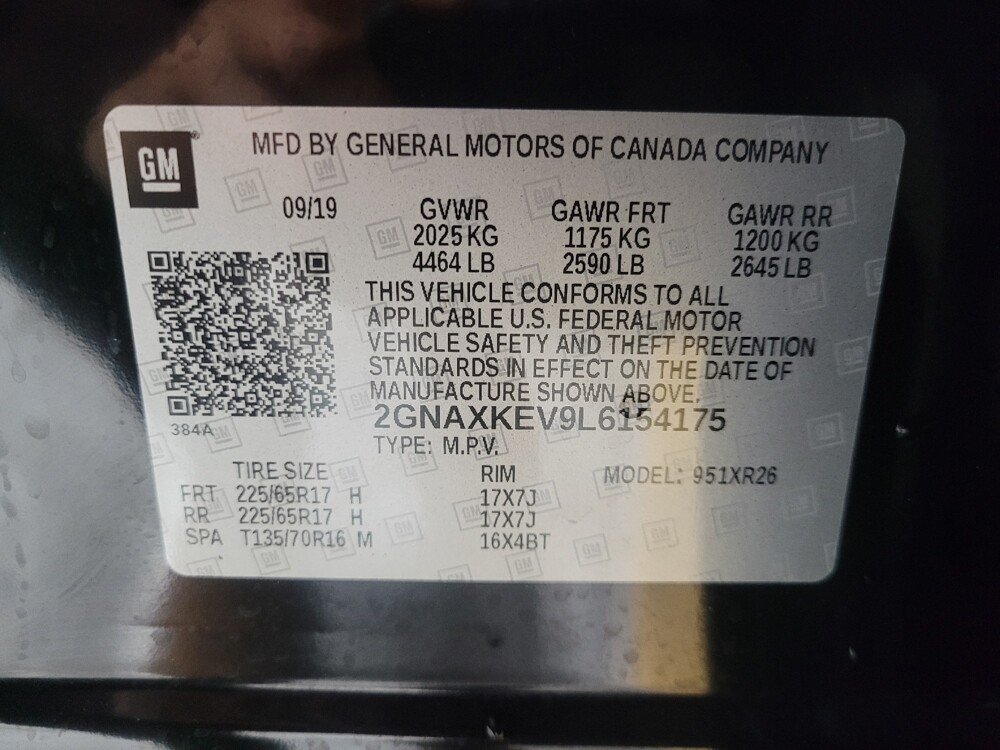 GM
MFD BY GENERAL MOTORS OF CANADA COMPANY
09/19 GVWR GAWR FRT GAWR RR
2025 KG 1175 KG 1200 KG
4464 LB 2590 LB 2645 LB
THIS VEHICLE CONFORMS TO ALL
APPLICABLE U.S. FEDERAL MOTOR
VEHICLE SAFETY AND THEFT PREVENTION
STANDARDS IN EFFECT ON THE DATE OF
MANUFACTURE SHOWN ABOVE.
2GNAXKEV9L6154175
384A
TYPE: M.P.V.
TIRE SIZE RIM MODEL: 951XR26
FRT 225/65R17 H 17X7J
RR 225/65R17 H 17X7J
SPA T135/70R16 M 16X4BT